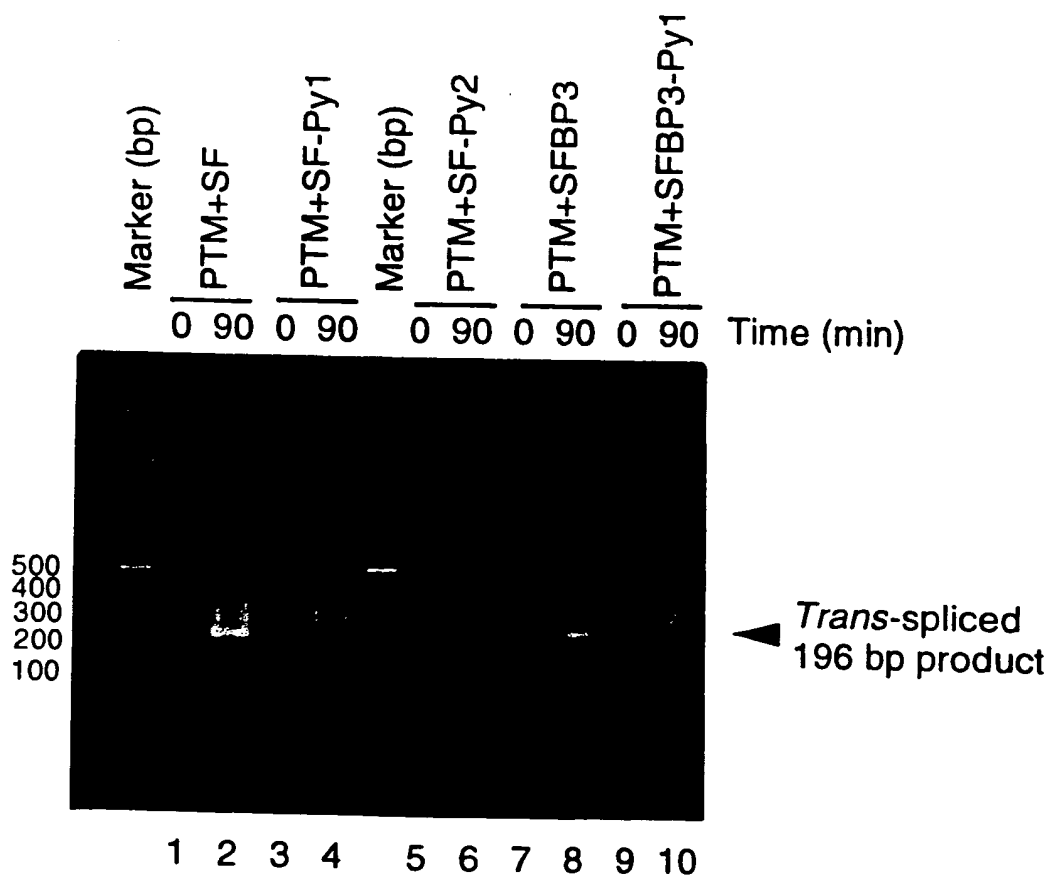 Marker (bp)
PTM+SF
PTM+SF-Py1
Marker (bp)
PTM+SF-Py2
PTM+SFBP3
PTM+SFBP3-Py1
0 90 0 90 0 90 0 90 0 90 Time (min)
500
400
300
200
100
Trans-spliced
196 bp product
1 2 3 4 5 6 7 8 9 10